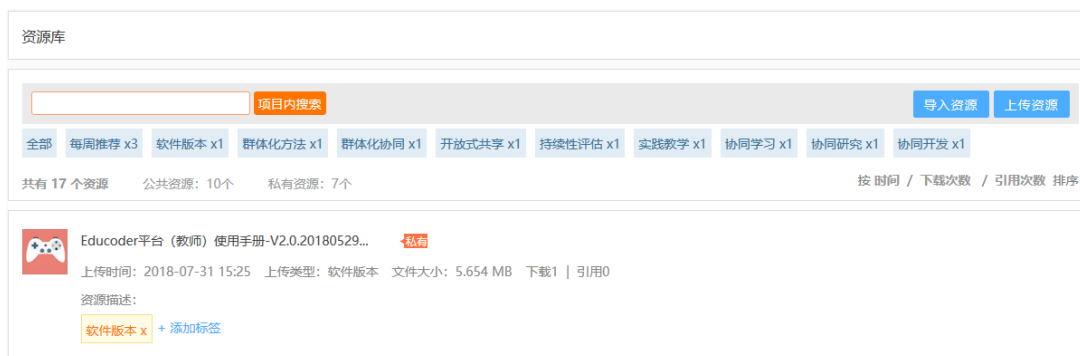 资源库
项目内搜索 导入资源 上传资源
全部 每周推荐 x3 软件版本 x1 群体化方法 x1 群体化协同 x1 开放式共享 x1 持续性评估 x1 实践教学 x1 协同学习 x1 协同研究 x1 协同开发 x1
共有 17 个资源 公共资源：10个 私有资源：7个 按 时间 / 下载次数 / 引用次数 排序
Educoder平台（教师）使用手册-V2.0.20180529... 私有
上传时间：2018-07-31 15:25 上传类型：软件版本 文件大小：5.654 MB 下载1 | 引用0
资源描述：
软件版本 x + 添加标签